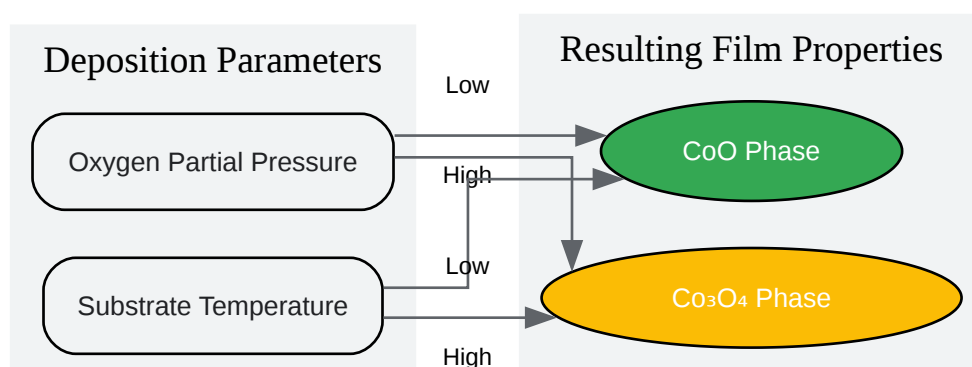 Deposition Parameters
Resulting Film Properties
Low
Oxygen Partial Pressure
CoO Phase
High
Low
Substrate Temperature
Co₃O₄ Phase
High